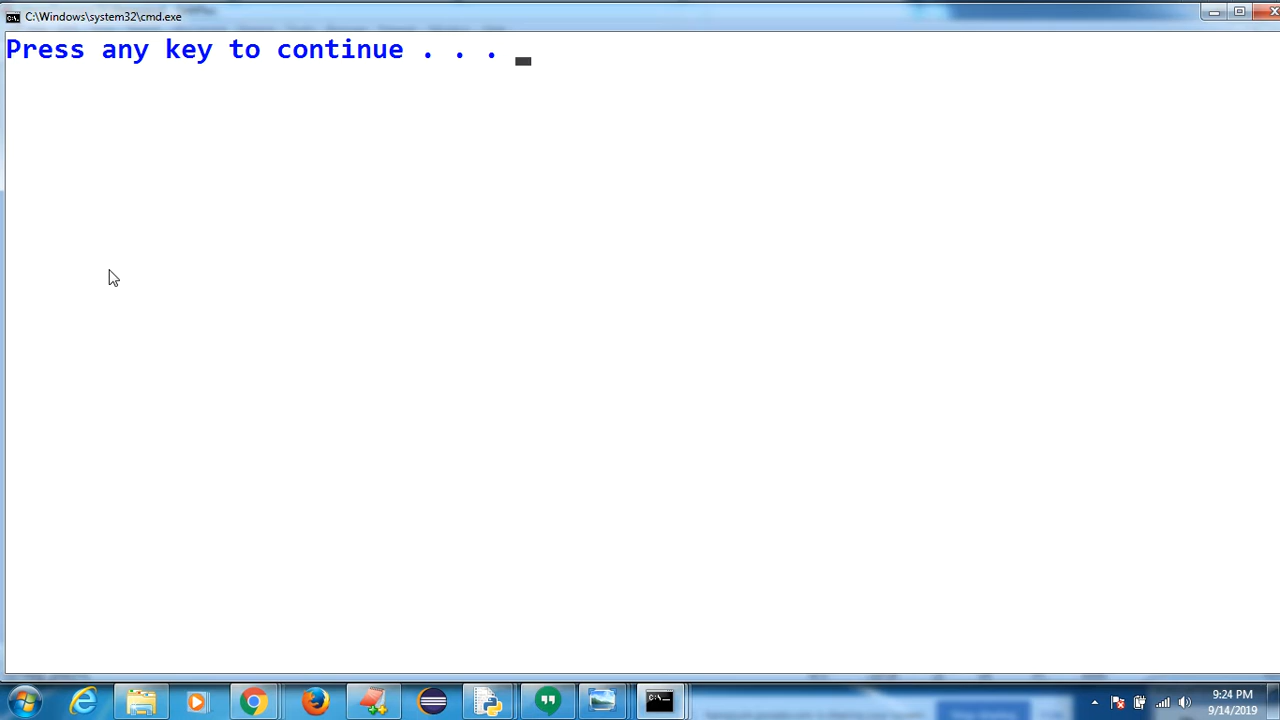 C:\Windows\system32\cmd.exe
Press any key to continue . . .
9:24 PM
9/14/2019